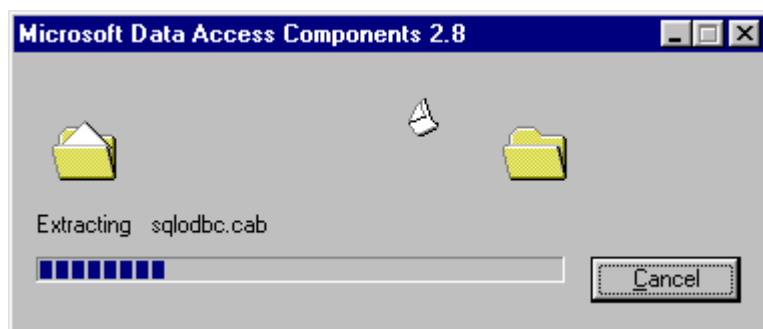 Microsoft Data Access Components 2.8
Extracting sqlodbc.cab
Cancel